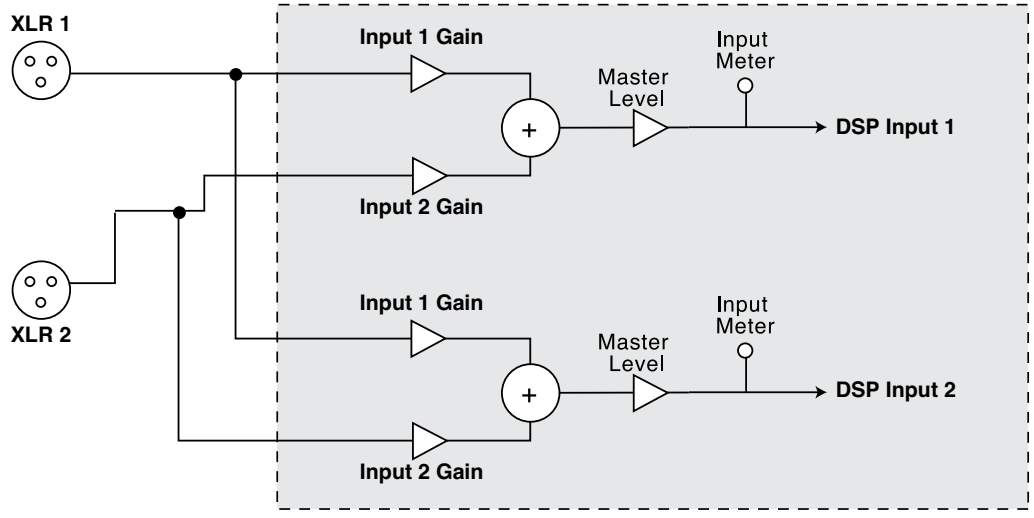 XLR 1
Input 1 Gain
Master
Level
Input
Meter
+
DSP Input 1
Input 2 Gain
XLR 2
Input 1 Gain
Master
Level
Input
Meter
+
DSP Input 2
Input 2 Gain